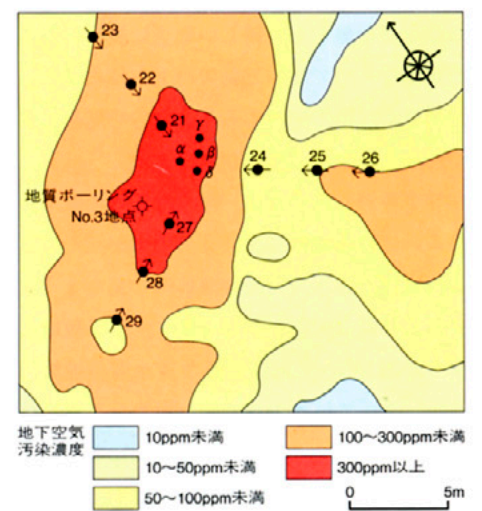 23
22
21
γ
α
β
δ
24
25
26
地質ボーリング
No.3地点
27
28
29
地下空気
汚染濃度
10ppm未満
10〜50ppm未満
50〜100ppm未満
100〜300ppm未満
300ppm以上
0 5m